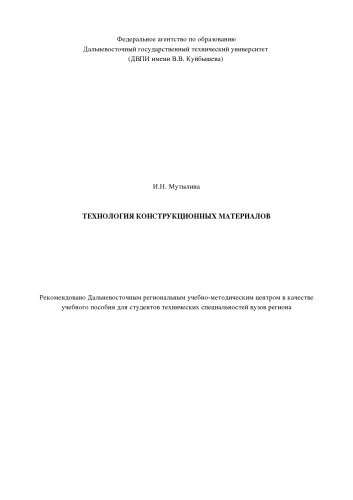 Федеральное агентство по образованию
Дальневосточный государственный технический университет
(ДВПИ имени В.В. Куйбышева)
И.Н. Мутылина
ТЕХНОЛОГИЯ КОНСТРУКЦИОННЫХ МАТЕРИАЛОВ
Рекомендовано Дальневосточным региональным учебно-методическим центром в качестве
учебного пособия для студентов технических специальностей вузов региона